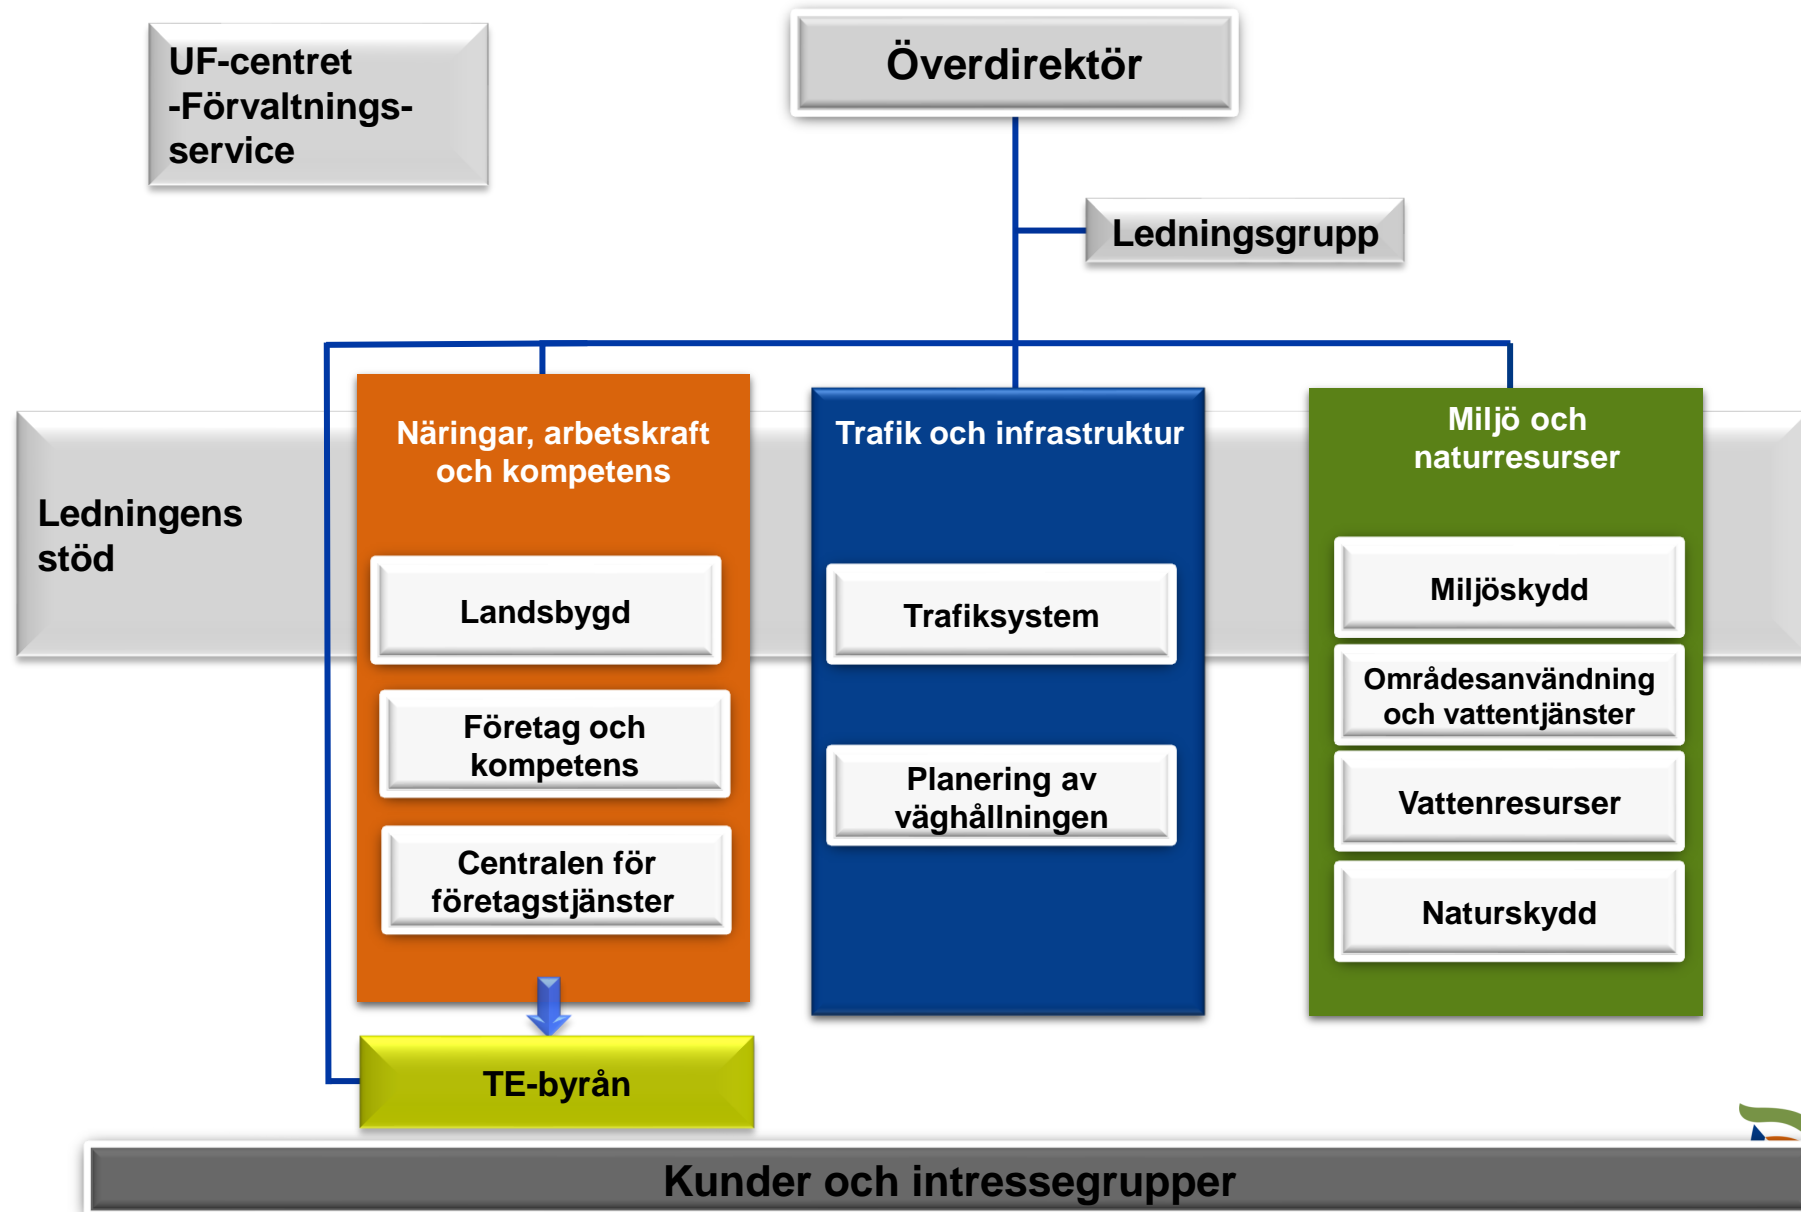 UF-centret
-Förvaltnings-
service
Överdirektör
Ledningsgrupp
Ledningens
stöd
Näringar, arbetskraft
och kompetens
Landsbygd
Företag och
kompetens
Centralen för
företagstjänster
TE-byrån
Trafik och infrastruktur
Trafiksystem
Planering av
väghållningen
Miljö och
naturresurser
Miljöskydd
Områdesanvändning
och vattentjänster
Vattenresurser
Naturskydd
Kunder och intressegrupper